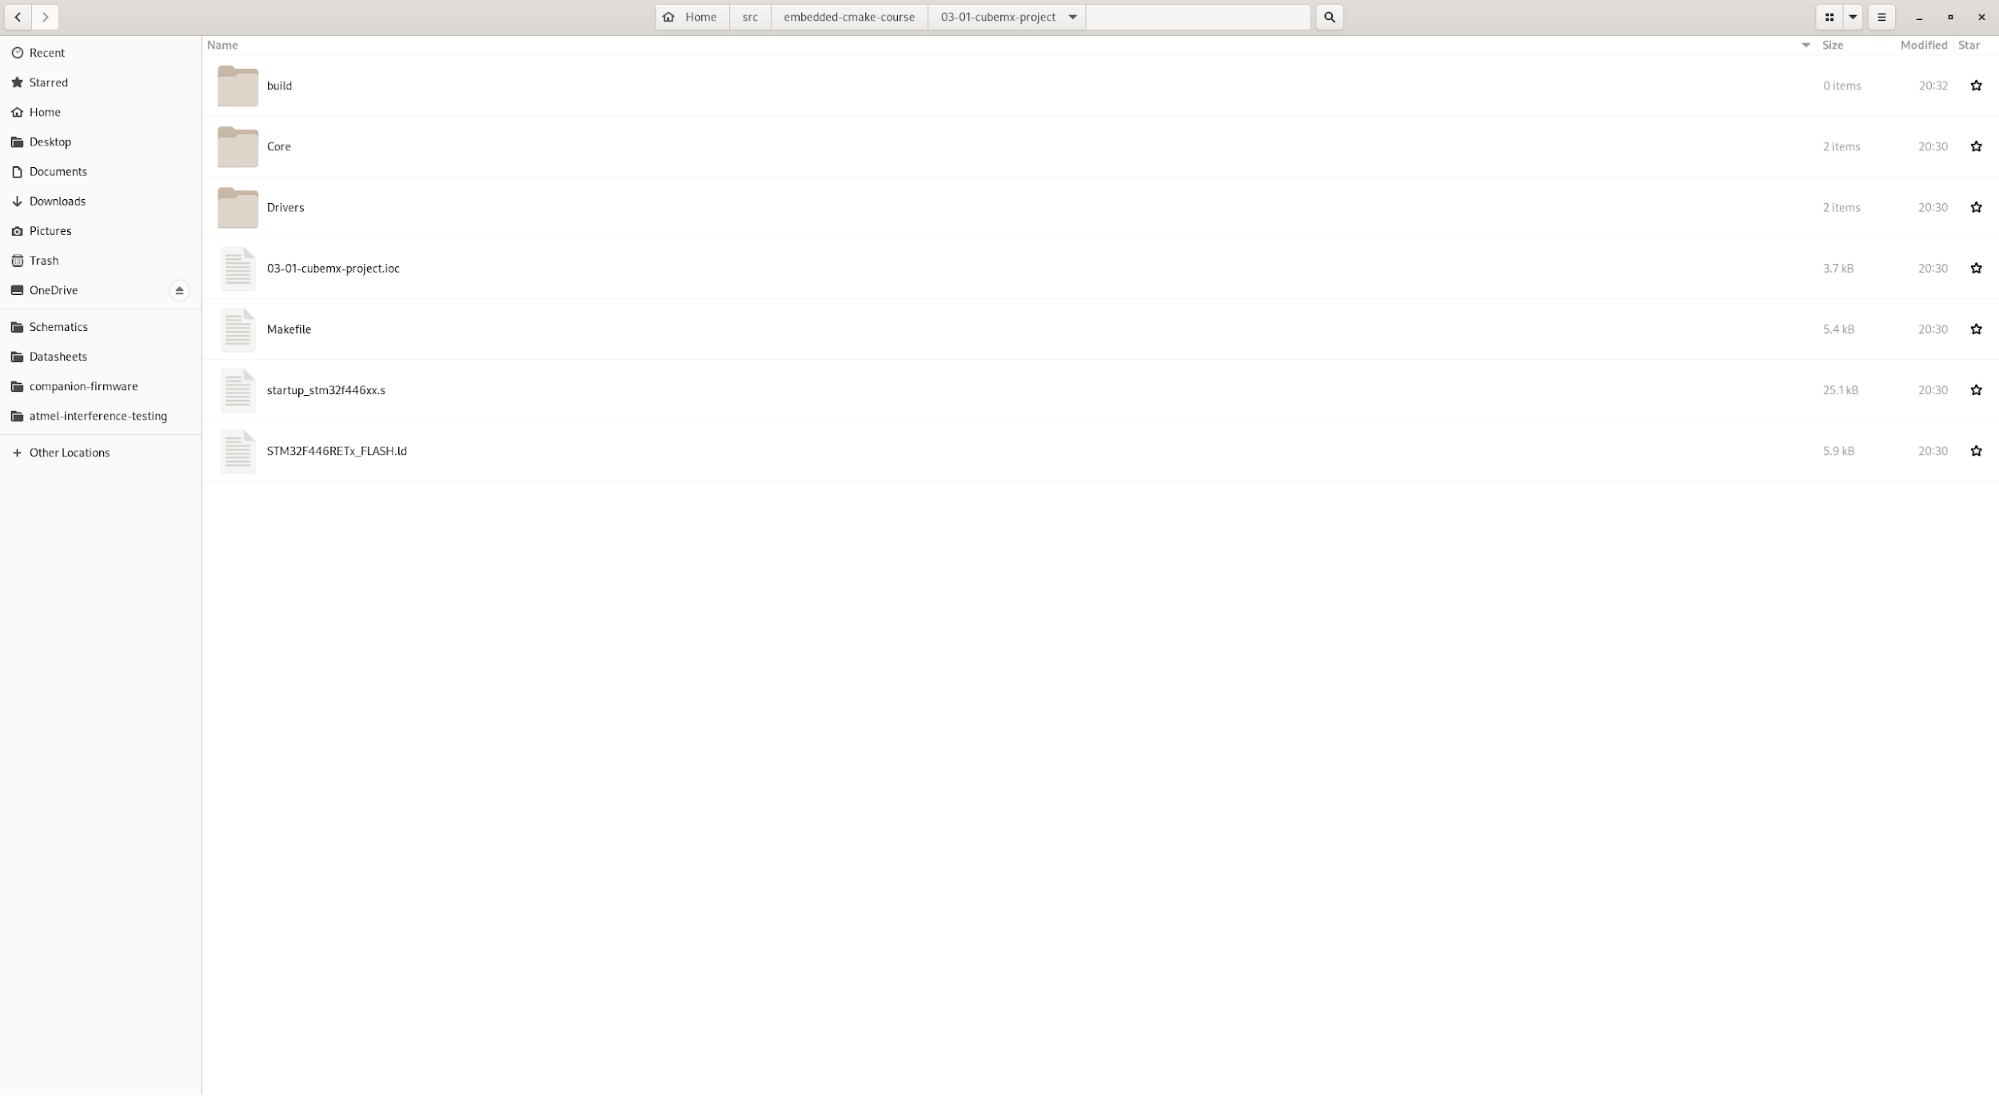 Home src embedded-cmake-course 03-01-cubemx-project
Name Size Modified Star
Recent
Starred
Home
Desktop
Documents
Downloads
Pictures
Trash
OneDrive
Schematics
Datasheets
companion-firmware
atmel-interference-testing
Other Locations
build 0 items 20:32
Core 2 items 20:30
Drivers 2 items 20:30
03-01-cubemx-project.ioc 3.7 kB 20:30
Makefile 5.4 kB 20:30
startup_stm32f446xx.s 25.1 kB 20:30
STM32F446RETx_FLASH.ld 5.9 kB 20:30